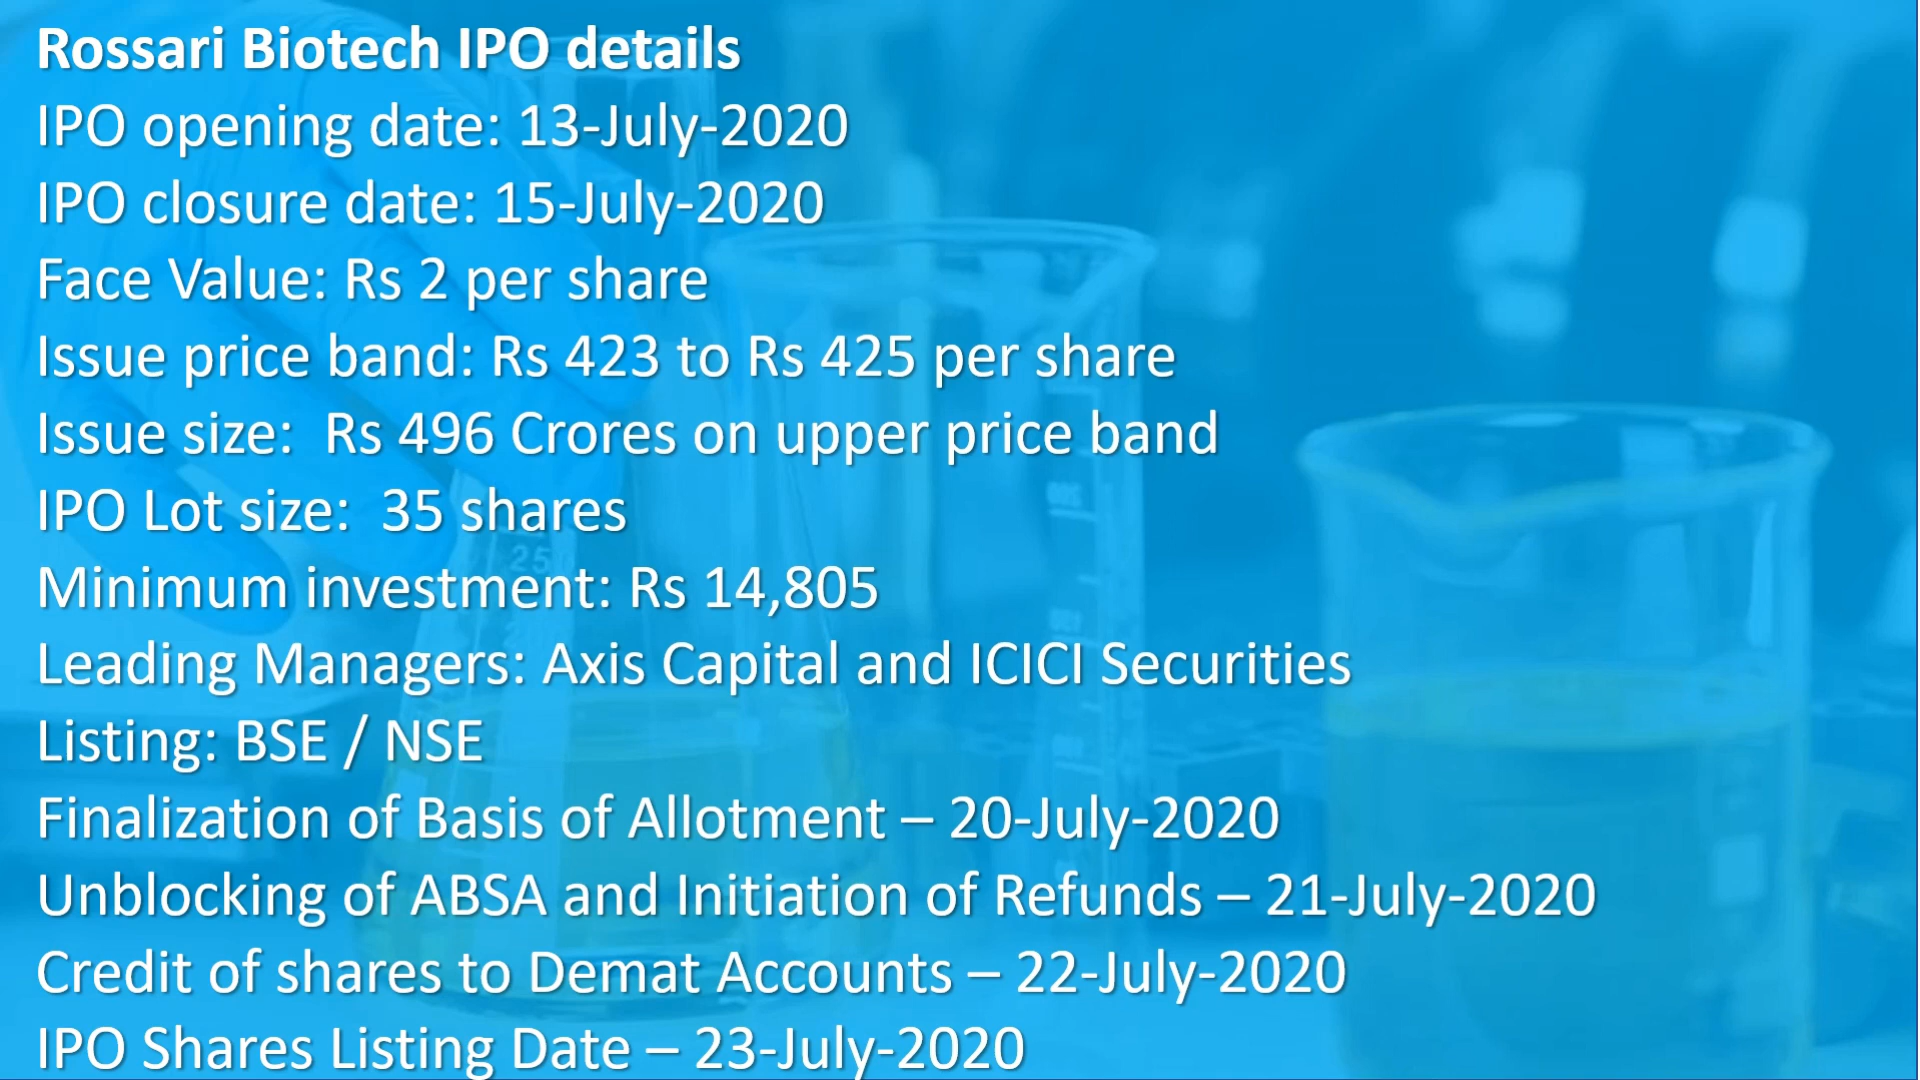 Rossari Biotech IPO details
IPO opening date: 13-July-2020
IPO closure date: 15-July-2020
Face Value: Rs 2 per share
Issue price band: Rs 423 to Rs 425 per share
Issue size:  Rs 496 Crores on upper price band
IPO Lot size:  35 shares
25
Minimum investment: Rs 14,805
Leading Managers: Axis Capital and ICICI Securities
Listing: BSE / NSE
Finalization of Basis of Allotment – 20-July-2020
Unblocking of ABSA and Initiation of Refunds – 21-July-2020
Credit of shares to Demat Accounts – 22-July-2020
IPO Shares Listing Date – 23-July-2020